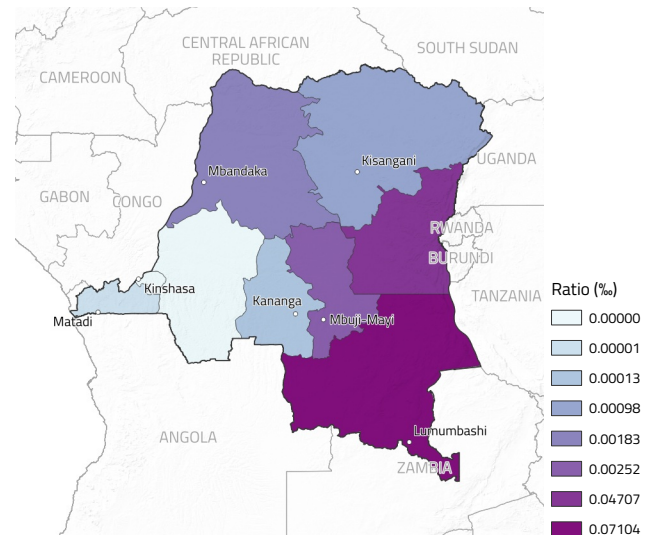 CENTRAL AFRICAN
REPUBLIC
SOUTH SUDAN
CAMEROON
Kisangani
UGANDA
Mbandaka
GABON
CONGO
RWANDA
BURUNDI
Kinshasa
Kananga
Matadi
Mbuji-Mayi
TANZANIA
ANGOLA
Lumumbashi
ZAMBIA
Ratio (‰)
0.00000
0.00001
0.00013
0.00098
0.00183
0.00252
0.04707
0.07104